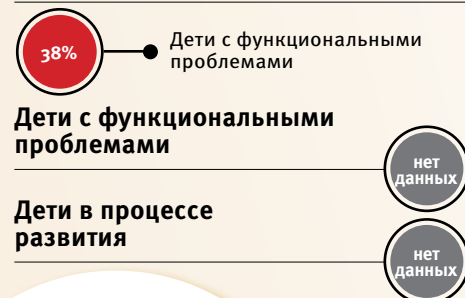 38%
Дети с функциональными
проблемами
Дети с функциональными
проблемами
нет
данных
Дети в процессе
развития
нет
данных